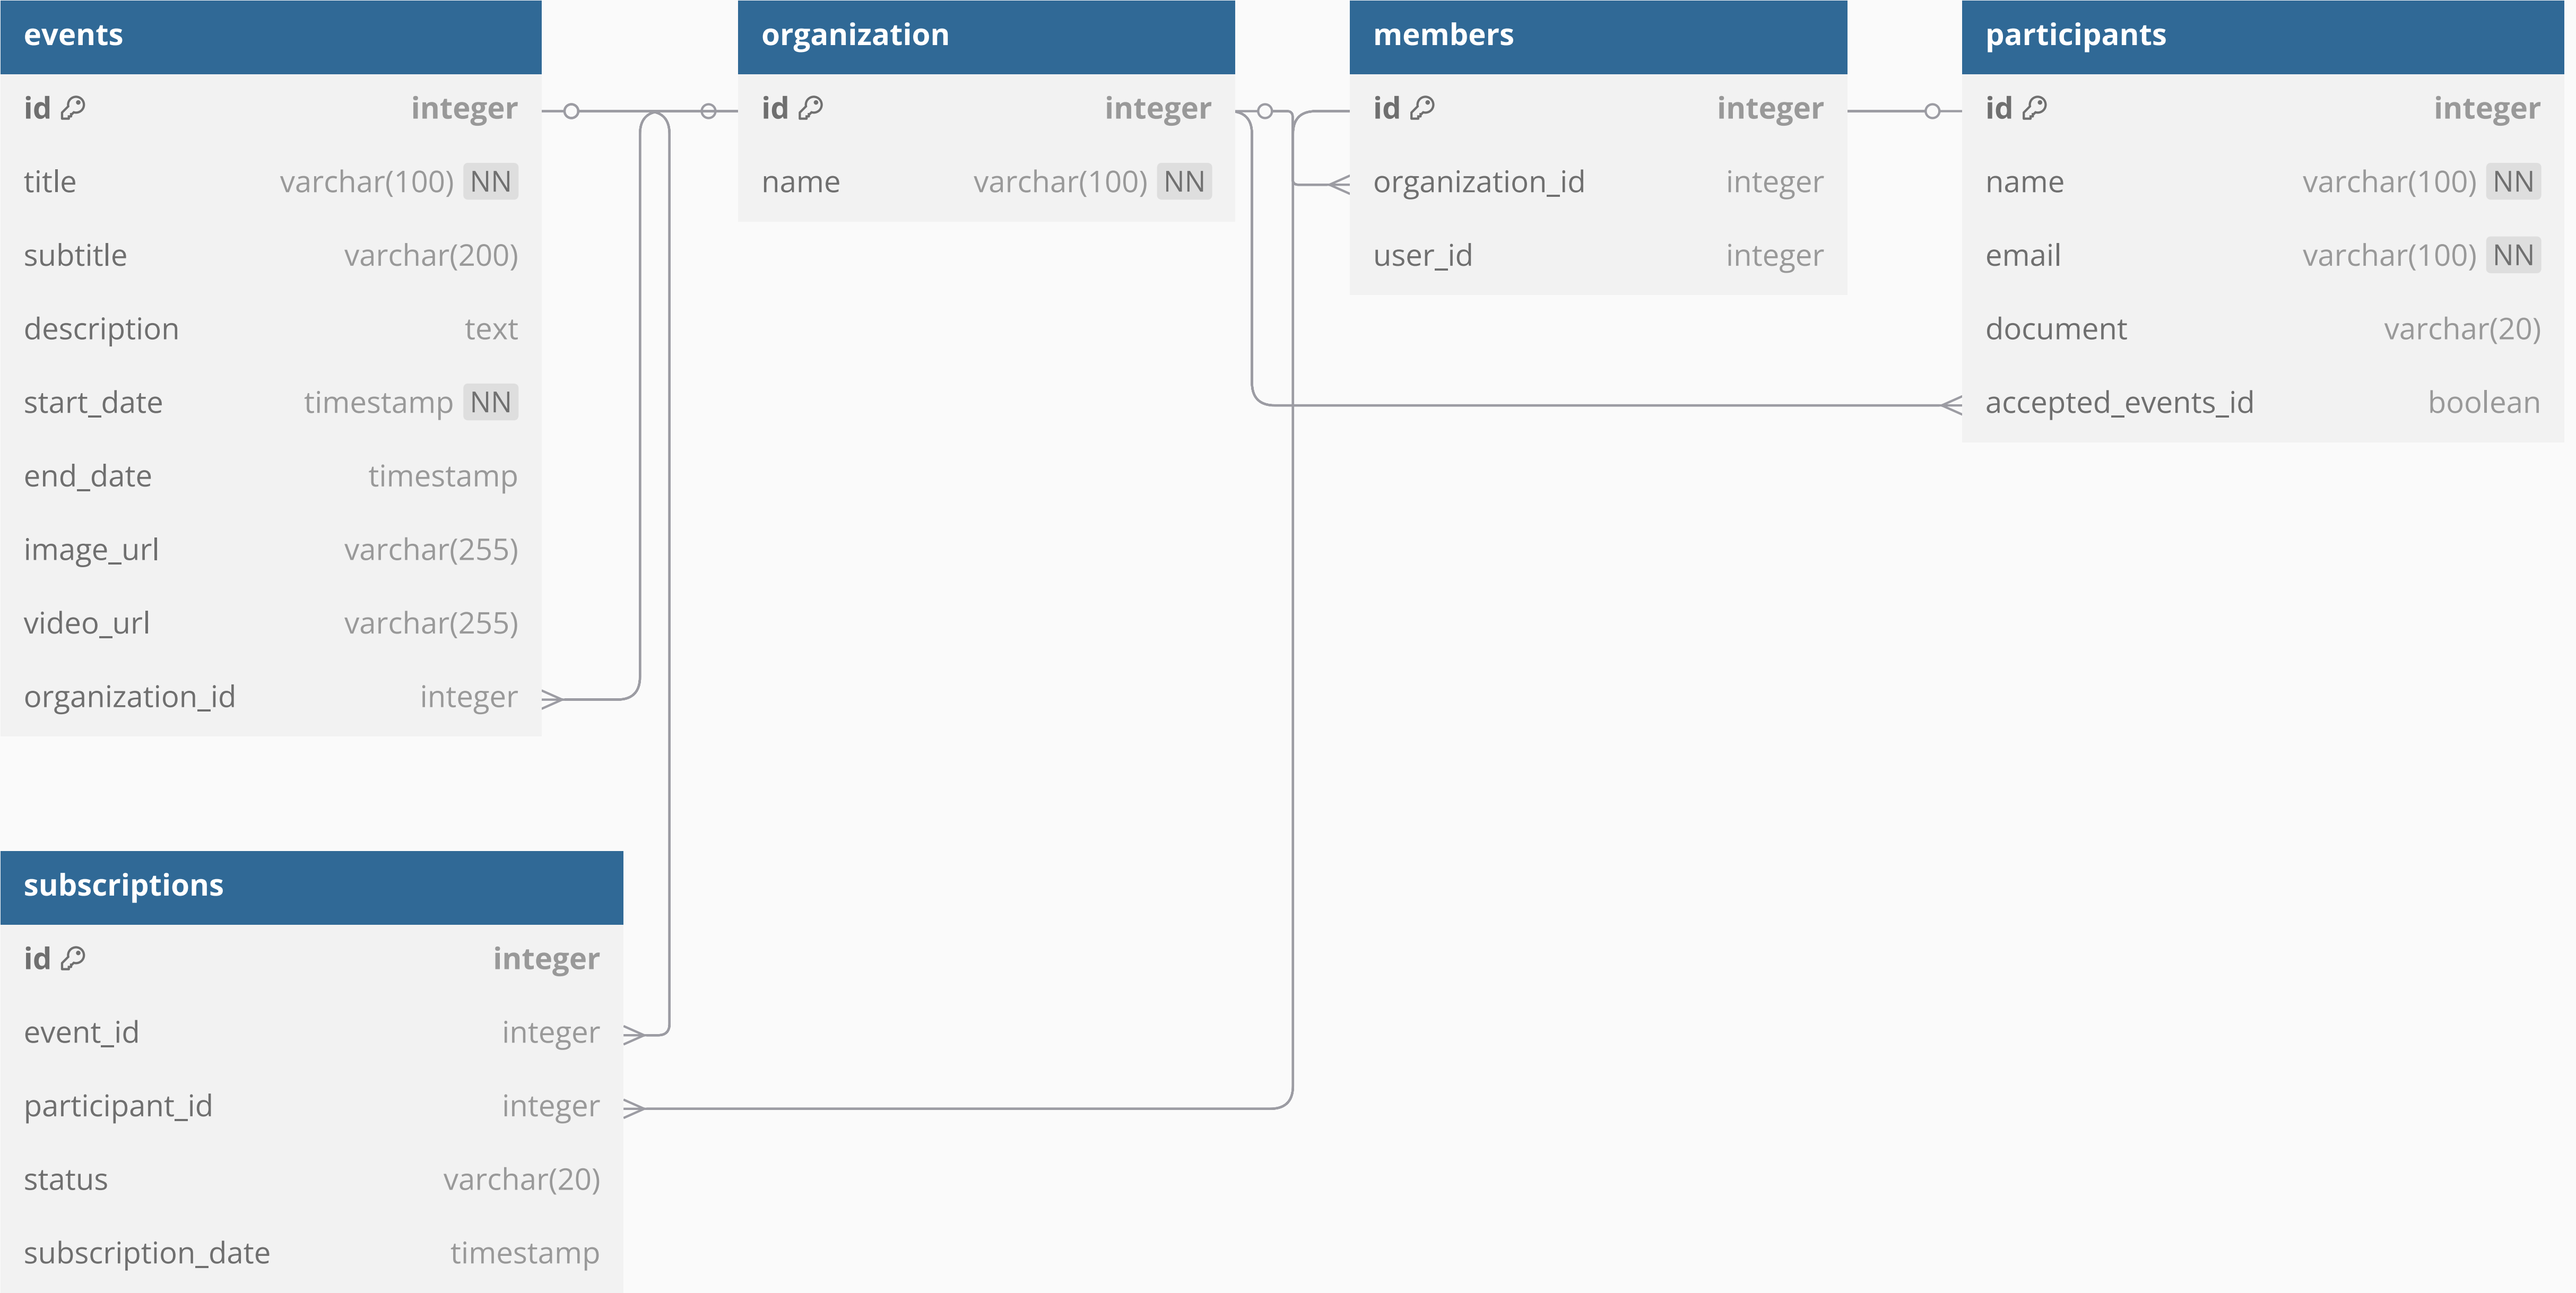 events
id integer
title varchar(100) NN
subtitle varchar(200)
description text
start_date timestamp NN
end_date timestamp
image_url varchar(255)
video_url varchar(255)
organization_id integer
organization
id integer
name varchar(100) NN
members
id integer
organization_id integer
user_id integer
participants
id integer
name varchar(100) NN
email varchar(100) NN
document varchar(20)
accepted_events_id boolean
subscriptions
id integer
event_id integer
participant_id integer
status varchar(20)
subscription_date timestamp